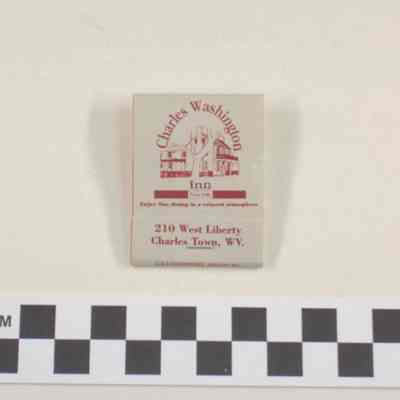 Charles Washington
Inn
Enjoy fine dining in a relaxed atmosphere
210 West Liberty
Charles Town, WV.
M